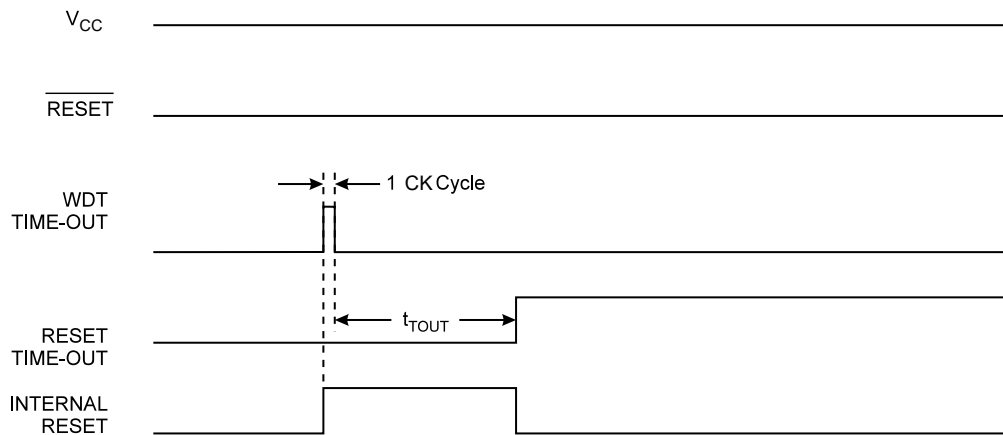 VCC
RESET
1 CK Cycle
WDT
TIME-OUT
tTOUT
RESET
TIME-OUT
INTERNAL
RESET